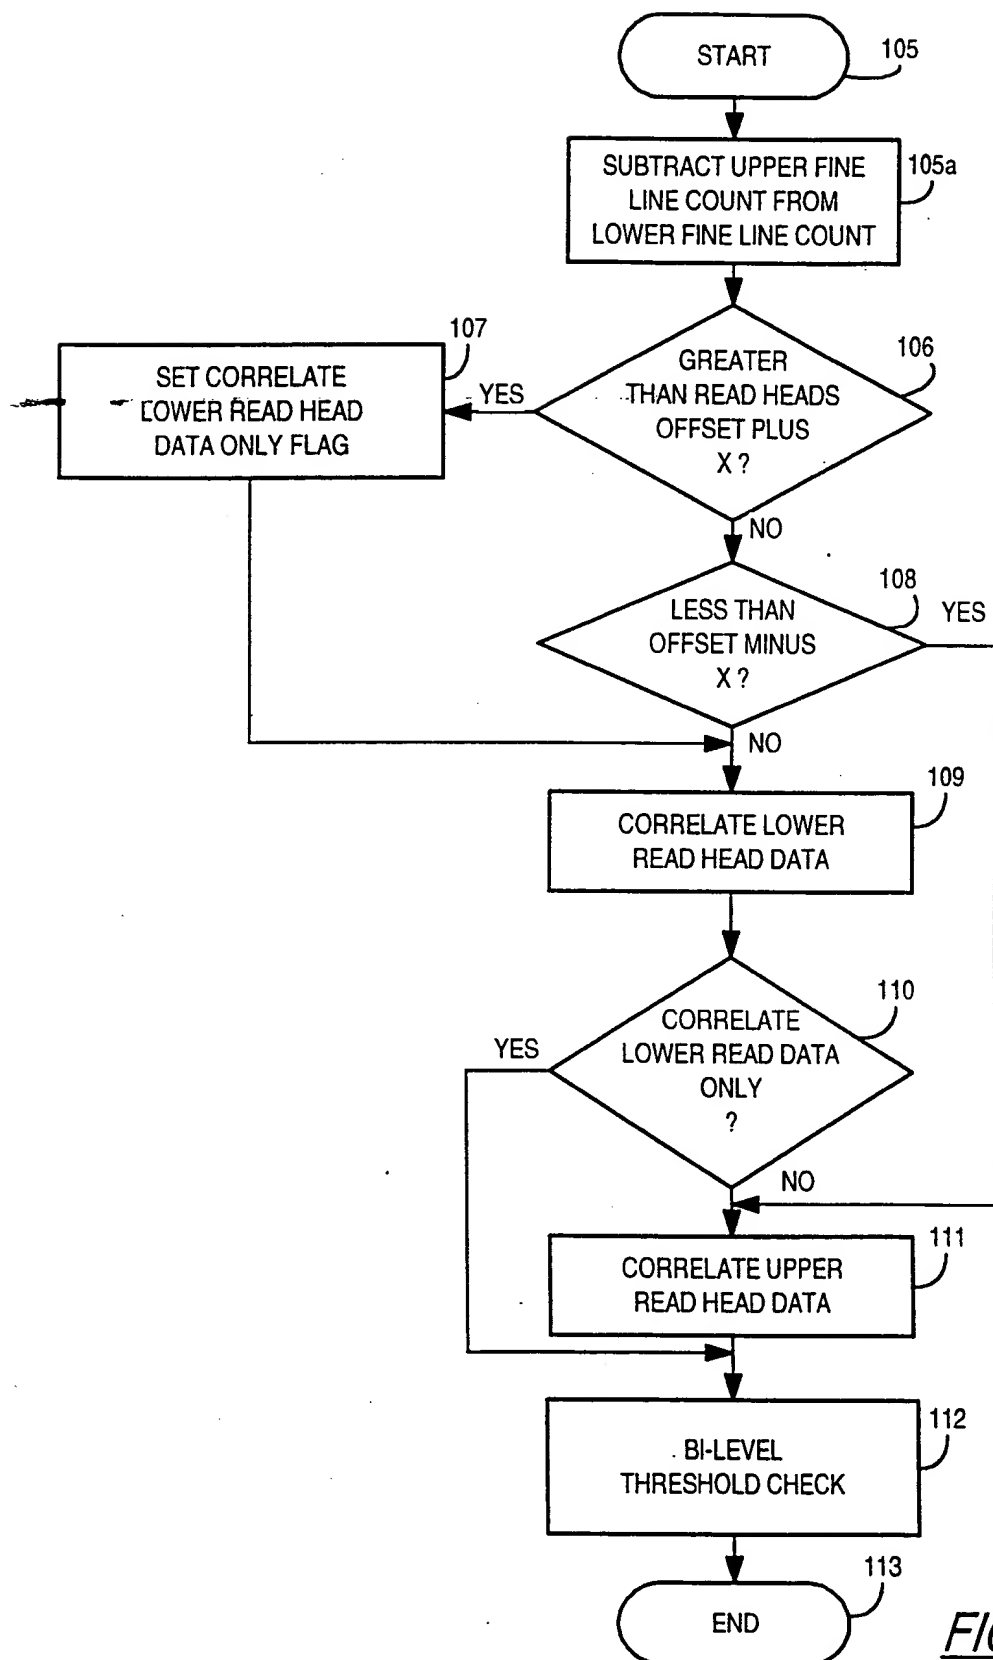 START
105
SUBTRACT UPPER FINE
LINE COUNT FROM
LOWER FINE LINE COUNT
105a
GREATER
THAN READ HEADS
OFFSET PLUS
X ?
106
YES
107
SET CORRELATE
LOWER READ HEAD
DATA ONLY FLAG
NO
108
LESS THAN
OFFSET MINUS
X ?
YES
NO
109
CORRELATE LOWER
READ HEAD DATA
110
CORRELATE
LOWER READ DATA
ONLY
?
YES
NO
111
CORRELATE UPPER
READ HEAD DATA
112
BI-LEVEL
THRESHOLD CHECK
113
END